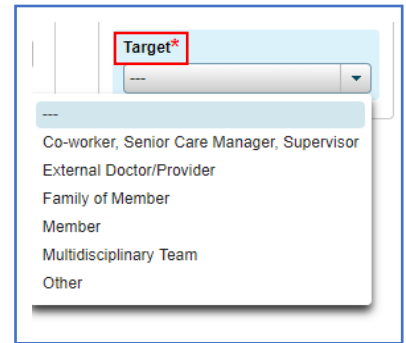 Target*
---
---
Co-worker, Senior Care Manager, Supervisor
External Doctor/Provider
Family of Member
Member
Multidisciplinary Team
Other